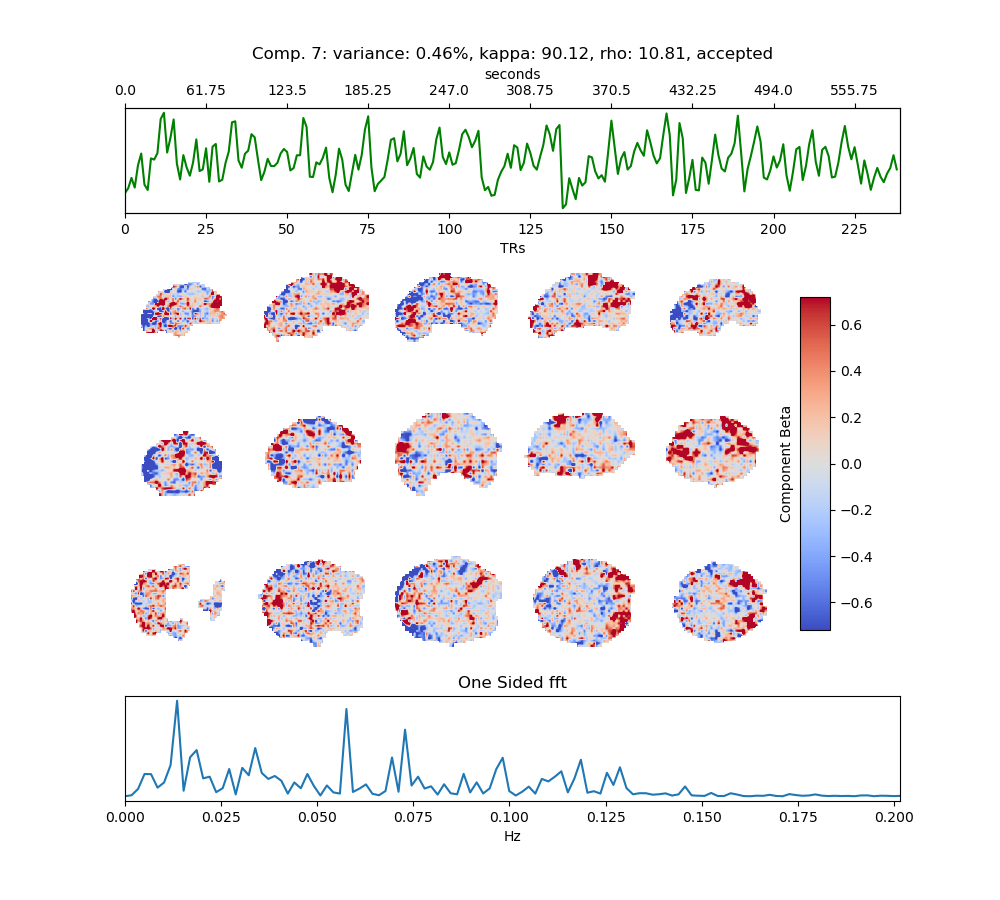 Comp. 7: variance: 0.46%, kappa: 90.12, rho: 10.81, accepted
seconds
0.0 61.75 123.5 185.25 247.0 308.75 370.5 432.25 494.0 555.75
0 25 50 75 100 125 150 175 200 225
TRs
0.6
0.4
0.2
0.0
−0.2
−0.4
−0.6
Component Beta
One Sided fft
0.000 0.025 0.050 0.075 0.100 0.125 0.150 0.175 0.200
Hz